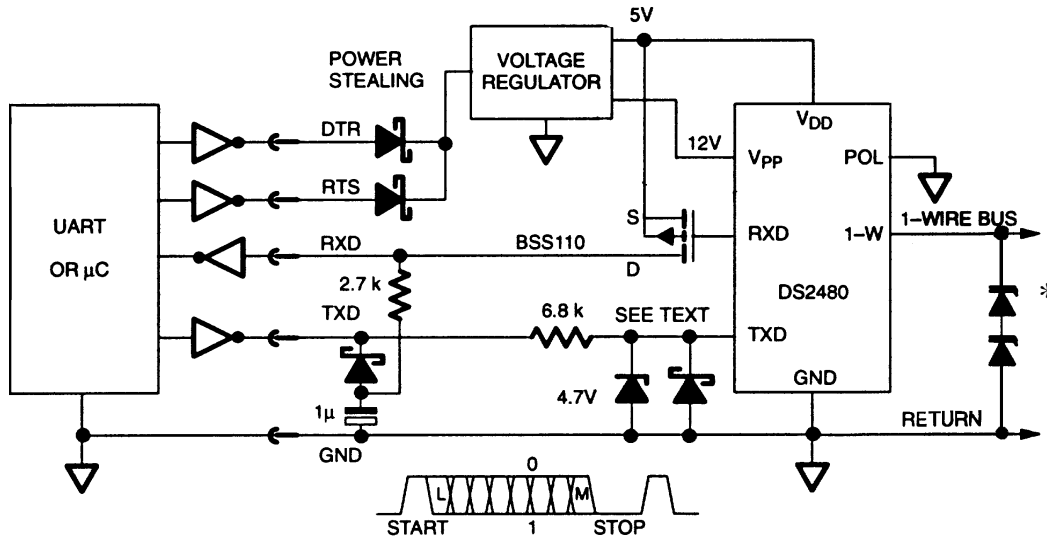 5V
POWER
STEALING
VOLTAGE
REGULATOR
DTR
12V
VDD
VPP
POL
RTS
UART
OR µC
S
1–WIRE BUS
RXD
BSS110
RXD
1–W
D
2.7 k
DS2480
*
TXD
6.8 k
SEE TEXT
TXD
GND
4.7V
1µ
RETURN
GND
0
L
M
START
1
STOP